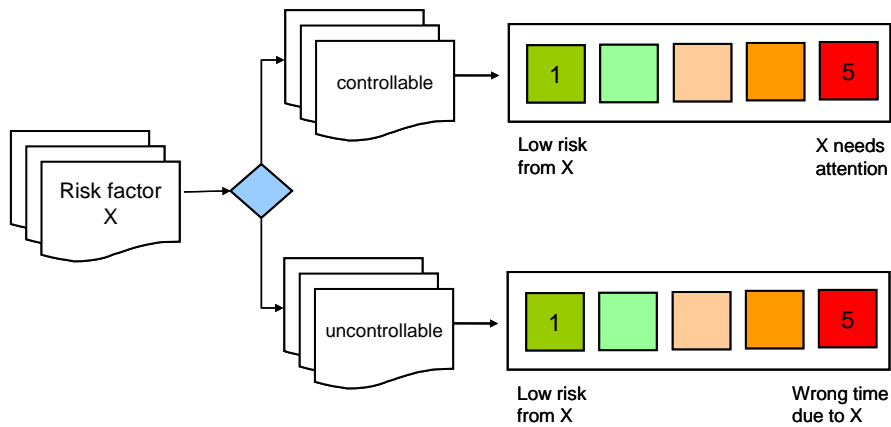 Risk factor
X
controllable
1
5
Low risk
from X
X needs
attention
uncontrollable
1
5
Low risk
from X
Wrong time
due to X